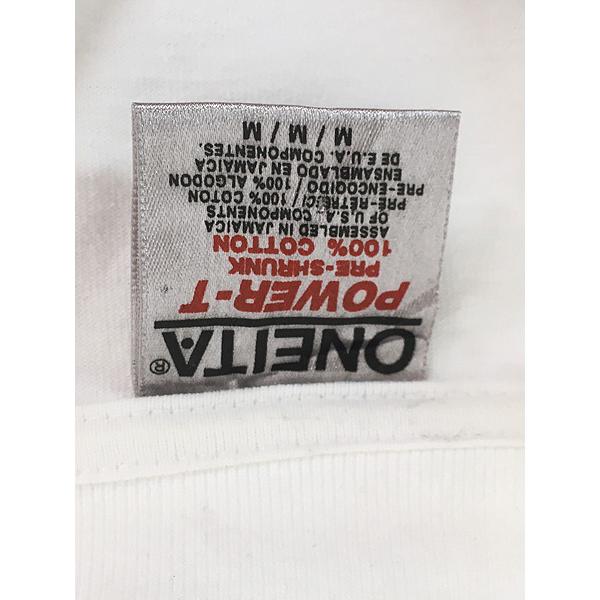 ONEITA®
POWER-T
PRE-SHRUNK
100% COTTON
ASSEMBLED IN JAMAICA
OF U.S.A. COMPONENTS
PRE-RETRECI 100% COTON
PRE-ENCOQIDO / 100% ALGODON
ENSAMBLADO EN JAMAICA
DE E.U.A. COMPONENTES.
M / M / M